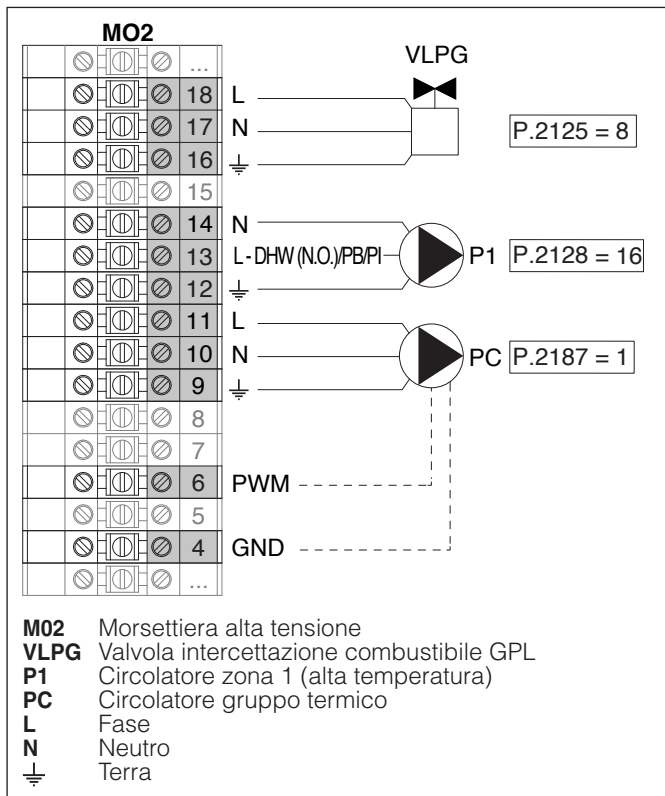 MO2
VLPG
...
18 L
17 N P.2125 = 8
16
15
14 N
13 L - DHW (N.O.)/PB/PI P1 P.2128 = 16
12
11 L
10 N PC P.2187 = 1
9
8
7
6 PWM
5
4 GND
...
M02 Morsettiera alta tensione
VLPG Valvola intercettazione combustibile GPL
P1 Circolatore zona 1 (alta temperatura)
PC Circolatore gruppo termico
L Fase
N Neutro
⏚ Terra